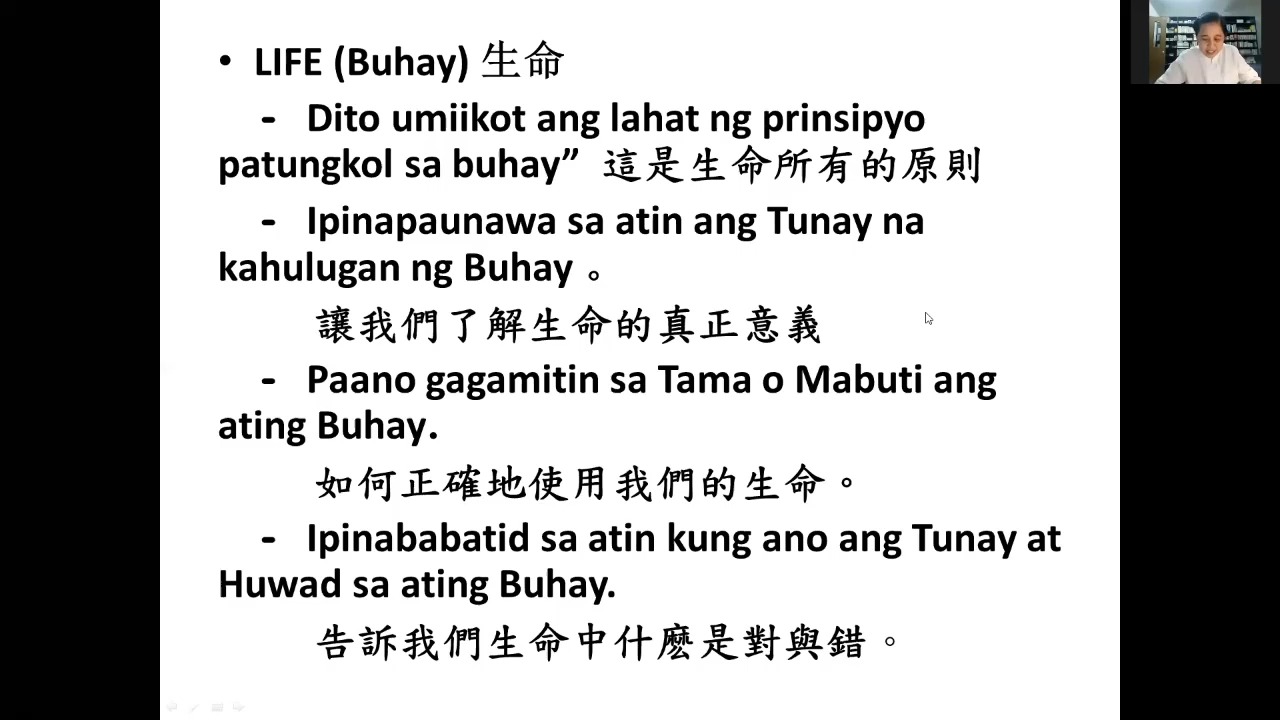 • LIFE (Buhay) 生命
- Dito umiikot ang lahat ng prinsipyo
patungkol sa buhay” 這是生命所有的原則
- Ipinapaunawa sa atin ang Tunay na
kahulugan ng Buhay 。
讓我們了解生命的真正意義
- Paano gagamitin sa Tama o Mabuti ang
ating Buhay.
如何正確地使用我們的生命。
- Ipinababatid sa atin kung ano ang Tunay at
Huwad sa ating Buhay.
告訴我們生命中什麼是對與錯。